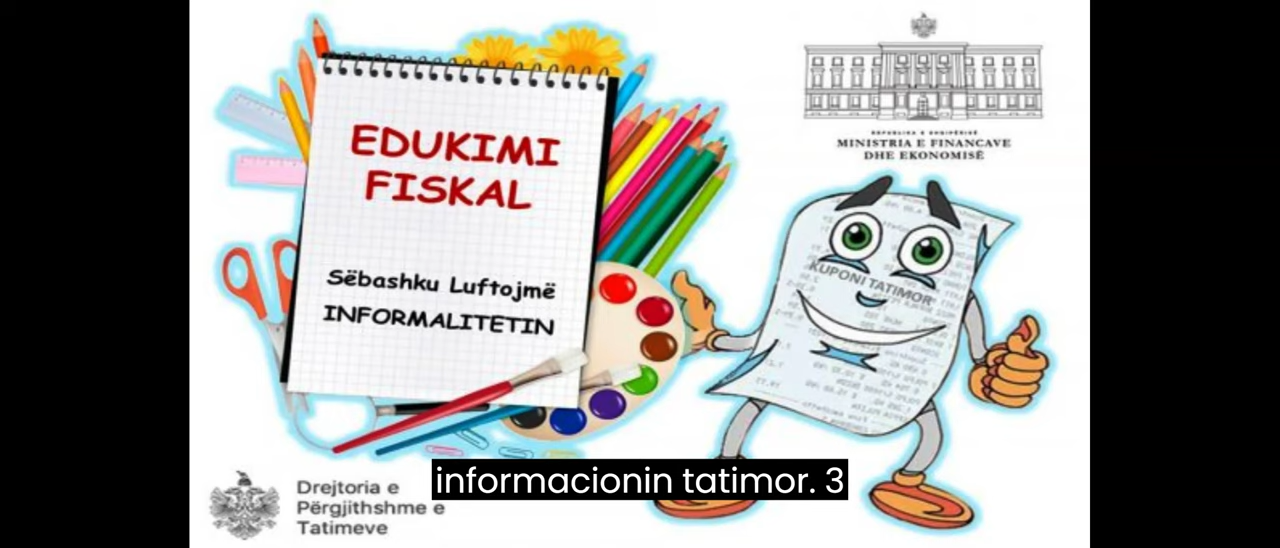 EDUKIMI
FISKAL
Sëbashku Luftojmë
INFORMALITETIN
REPUBLIKA E SHQIPËRISË
MINISTRIA E FINANCAVE
DHE EKONOMISË
KUPONI TATIMOR
informacionin tatimor. 3
Drejtoria e
Përgjithshme e
Tatimeve